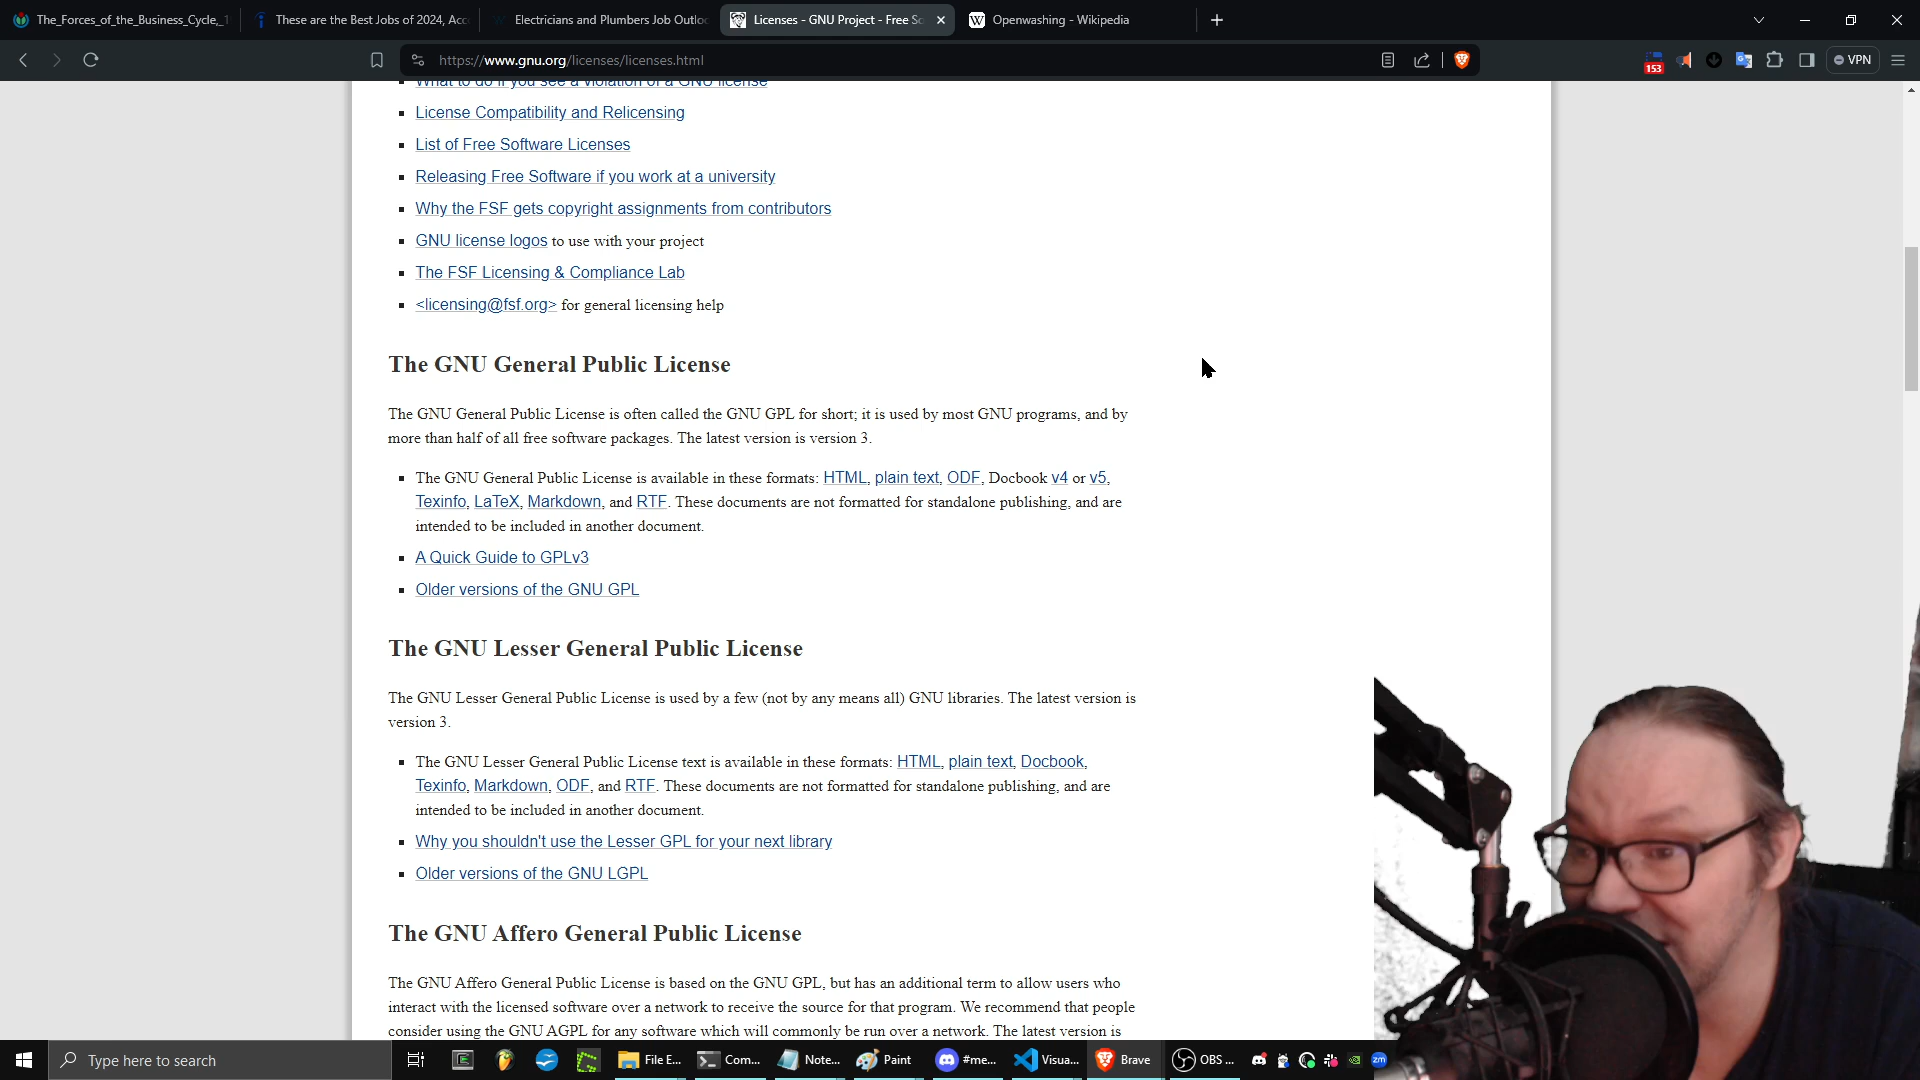 The_Forces_of_the_Business_Cycle,_1
These are the Best Jobs of 2024, Acc
Electricians and Plumbers Job Outloo
Licenses - GNU Project - Free So
Openwashing - Wikipedia
https://www.gnu.org/licenses/licenses.html
153
VPN
What to do if you see a violation of a GNU license
License Compatibility and Relicensing
List of Free Software Licenses
Releasing Free Software if you work at a university
Why the FSF gets copyright assignments from contributors
GNU license logos to use with your project
The FSF Licensing & Compliance Lab
<licensing@fsf.org> for general licensing help
The GNU General Public License
The GNU General Public License is often called the GNU GPL for short; it is used by most GNU programs, and by
more than half of all free software packages. The latest version is version 3.
The GNU General Public License is available in these formats: HTML, plain text, ODF, Docbook v4 or v5,
Texinfo, LaTeX, Markdown, and RTF. These documents are not formatted for standalone publishing, and are
intended to be included in another document.
A Quick Guide to GPLv3
Older versions of the GNU GPL
The GNU Lesser General Public License
The GNU Lesser General Public License is used by a few (not by any means all) GNU libraries. The latest version is
version 3.
The GNU Lesser General Public License text is available in these formats: HTML, plain text, Docbook,
Texinfo, Markdown, ODF, and RTF. These documents are not formatted for standalone publishing, and are
intended to be included in another document.
Why you shouldn't use the Lesser GPL for your next library
Older versions of the GNU LGPL
The GNU Affero General Public License
The GNU Affero General Public License is based on the GNU GPL, but has an additional term to allow users who
interact with the licensed software over a network to receive the source for that program. We recommend that people
consider using the GNU AGPL for any software which will commonly be run over a network. The latest version is
Type here to search
File E...
Com...
Note...
Paint
#me...
Visua...
Brave
OBS ...
zm